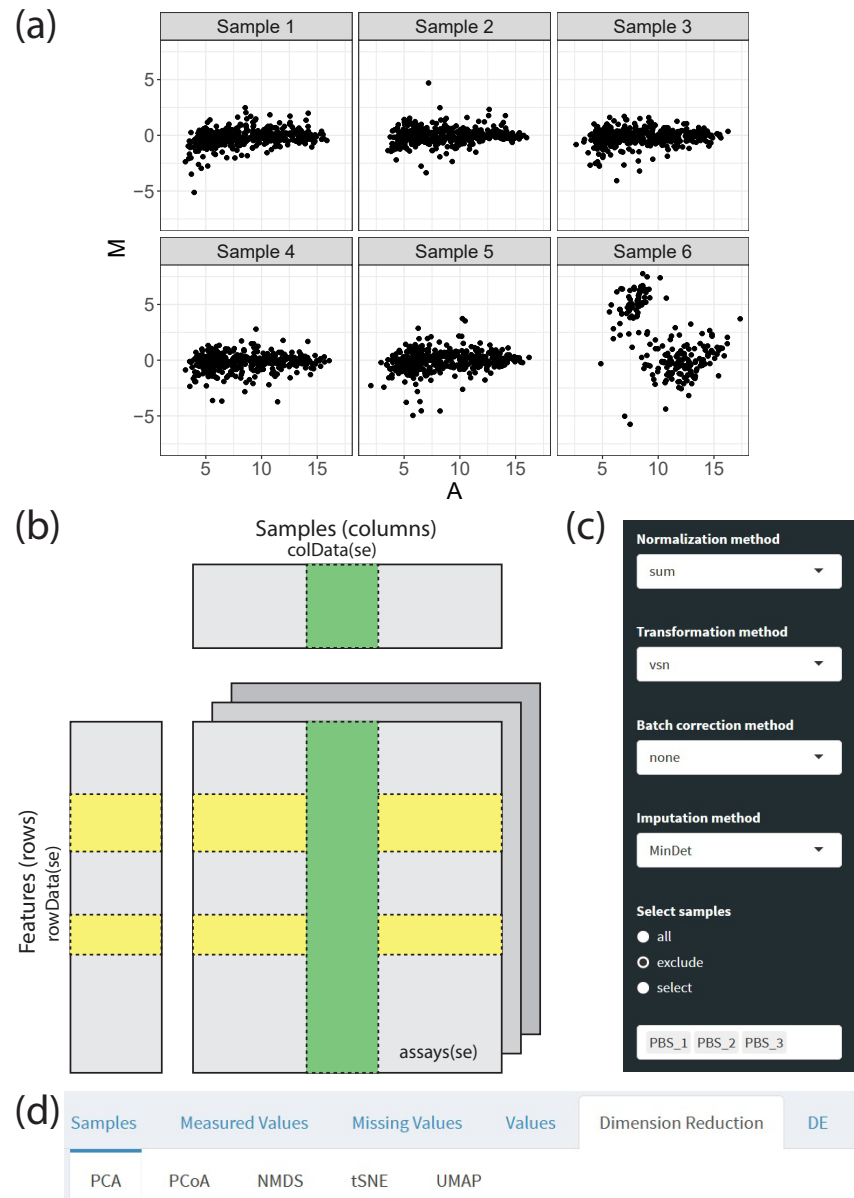 (a)
Sample 1 Sample 2 Sample 3
5
0
−5
M
Sample 4 Sample 5 Sample 6
5
0
−5
5 10 15 5 10 15 5 10 15
A
(b)
Samples (columns)
colData(se)
Features (rows)
rowData(se)
assays(se)
(c)
Normalization method
sum
Transformation method
vsn
Batch correction method
none
Imputation method
MinDet
Select samples
all
exclude
select
PBS_1 PBS_2 PBS_3
(d)
Samples Measured Values Missing Values Values Dimension Reduction DE
PCA PCoA NMDS tSNE UMAP